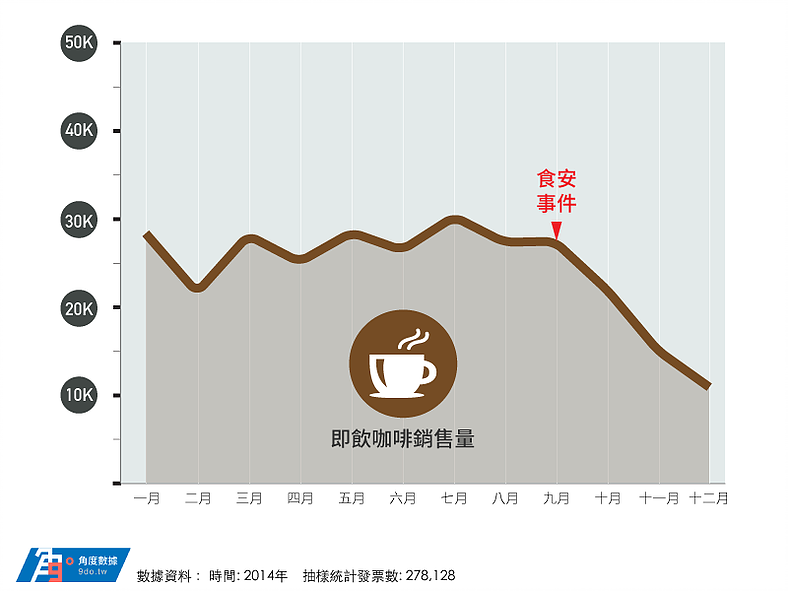 50K
40K
30K
20K
10K
食安
事件
即飲咖啡銷售量
一月 二月 三月 四月 五月 六月 七月 八月 九月 十月 十一月 十二月
角度數據
9do.tw
數據資料： 時間: 2014年 抽樣統計發票數: 278,128